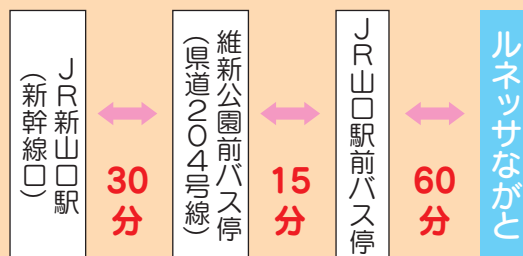 JR新山口駅
（新幹線口）
30
分
維新公園前バス停
（県道204号線）
15
分
JR山口駅前バス停
60
分
ルネッサながと